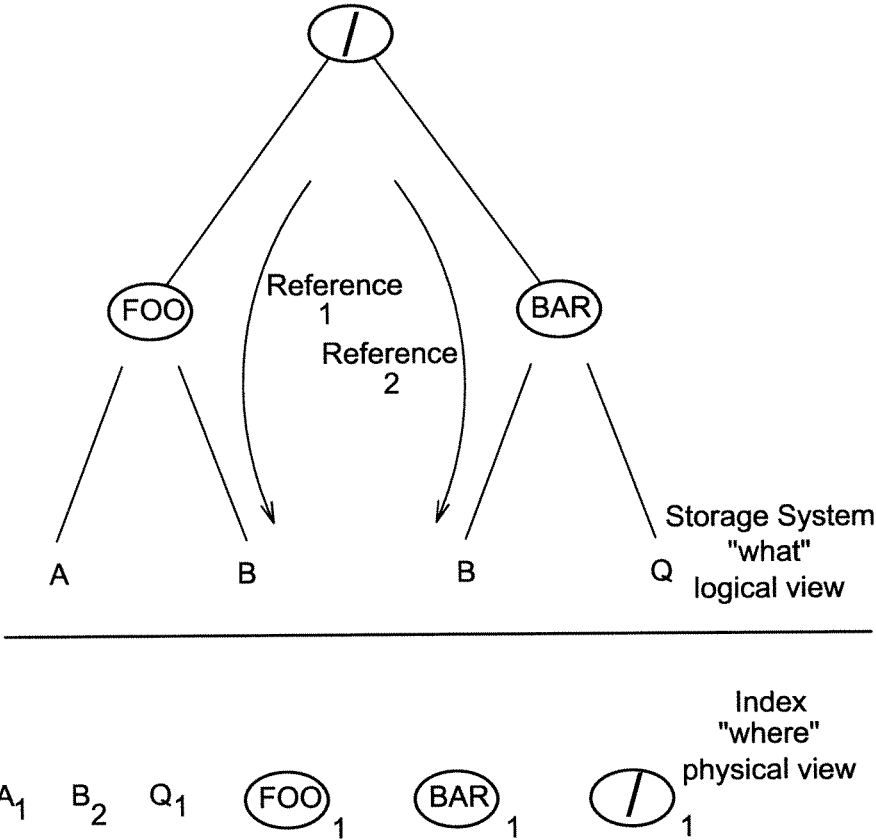 /
FOO
BAR
Reference
1
Reference
2
A
B
B
Q
Storage System
"what"
logical view
Index
"where"
physical view
A1
B2
Q1
FOO1
BAR1
/1